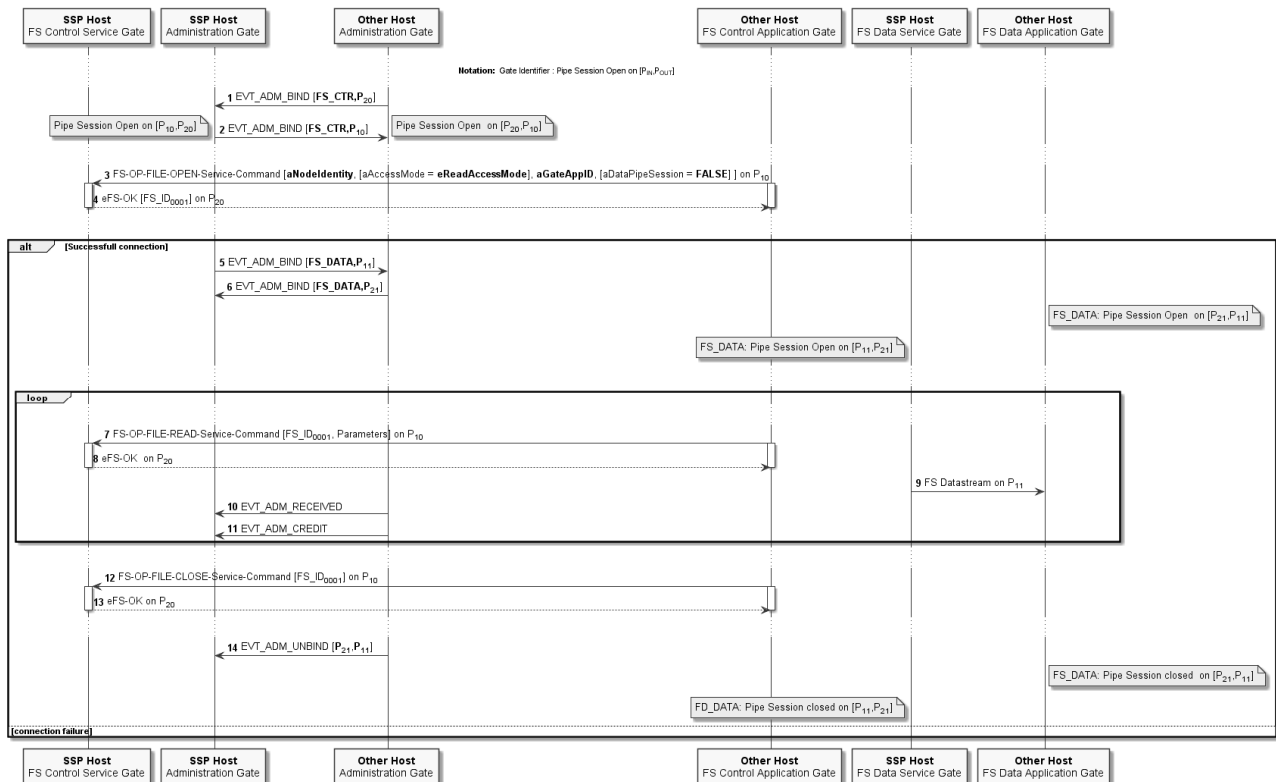 SSP Host SSP Host Other Host Other Host SSP Host Other Host
FS Control Service Gate Administration Gate Administration Gate FS Control Application Gate FS Data Service Gate FS Data Application Gate
Notation: Gate Identifier : Pipe Session Open on [P_IN,P_OUT]
1 EVT_ADM_BIND [FS_CTR,P20]
Pipe Session Open on [P10,P20] 2 EVT_ADM_BIND [FS_CTR,P10] Pipe Session Open on [P20,P10]
3 FS-OP-FILE-OPEN-Service-Command [aNodeIdentity, [aAccessMode = eReadAccessMode], aGateAppID, [aDataPipeSession = FALSE] ] on P10
4 eFS-OK [FS_ID0001] on P20
alt [Successfull connection]
5 EVT_ADM_BIND [FS_DATA,P11]
6 EVT_ADM_BIND [FS_DATA,P21]
FS_DATA: Pipe Session Open on [P21,P11]
FS_DATA: Pipe Session Open on [P11,P21]
loop
7 FS-OP-FILE-READ-Service-Command [FS_ID0001, Parameters] on P10
8 eFS-OK on P20
9 FS Datastream on P11
10 EVT_ADM_RECEIVED
11 EVT_ADM_CREDIT
12 FS-OP-FILE-CLOSE-Service-Command [FS_ID0001] on P10
13 eFS-OK on P20
14 EVT_ADM_UNBIND [P21,P11]
FS_DATA: Pipe Session closed on [P21,P11]
FD_DATA: Pipe Session closed on [P11,P21]
[connection failure]
SSP Host SSP Host Other Host Other Host SSP Host Other Host
FS Control Service Gate Administration Gate Administration Gate FS Control Application Gate FS Data Service Gate FS Data Application Gate